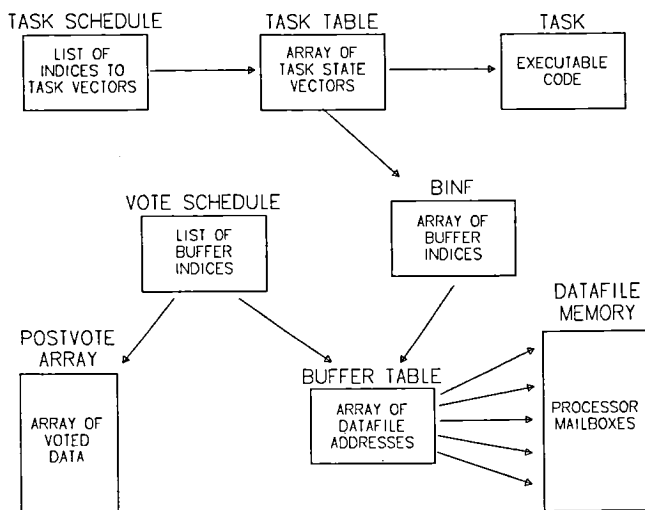 TASK SCHEDULE
LIST OF
INDICES TO
TASK VECTORS
TASK TABLE
ARRAY OF
TASK STATE
VECTORS
TASK
EXECUTABLE
CODE
VOTE SCHEDULE
LIST OF
BUFFER
INDICES
BINF
ARRAY OF
BUFFER
INDICES
POSTVOTE
ARRAY
ARRAY OF
VOTED
DATA
BUFFER TABLE
ARRAY OF
DATAFILE
ADDRESSES
DATAFILE
MEMORY
PROCESSOR
MAILBOXES